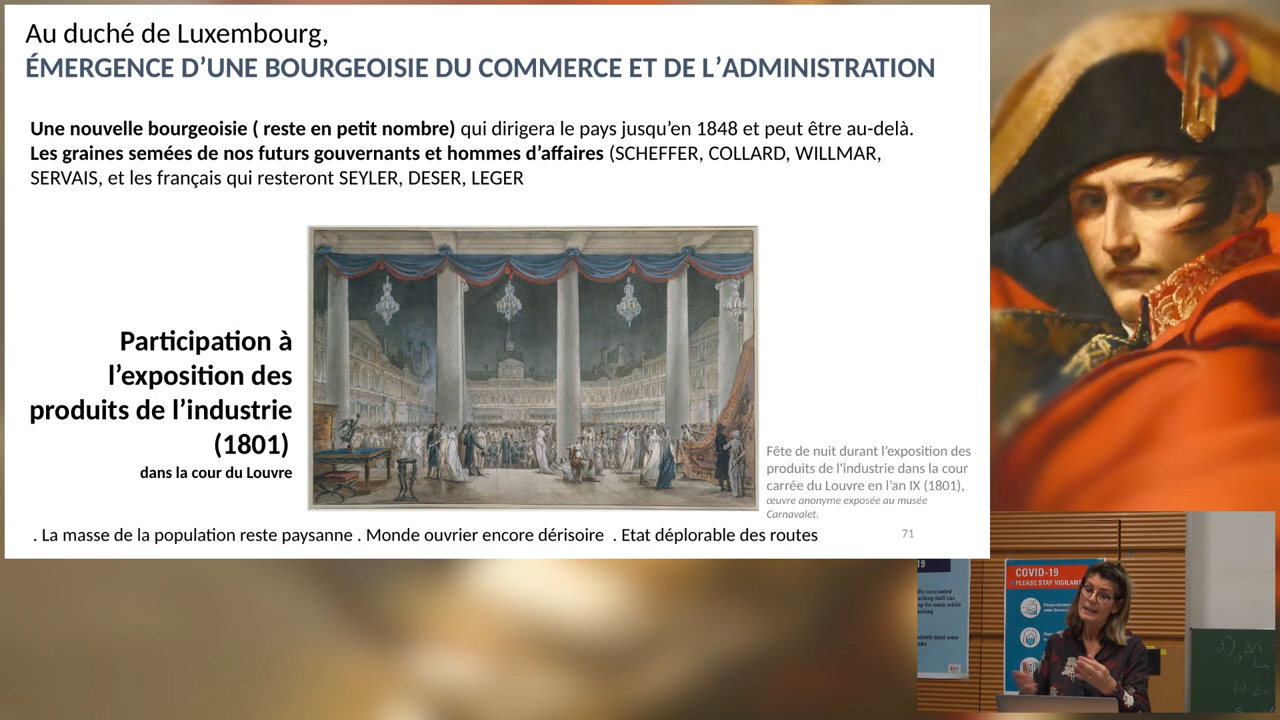 Au duché de Luxembourg,
ÉMERGENCE D’UNE BOURGEOISIE DU COMMERCE ET DE L’ADMINISTRATION
Une nouvelle bourgeoisie ( reste en petit nombre) qui dirigera le pays jusqu’en 1848 et peut être au-delà.
Les graines semées de nos futurs gouvernants et hommes d’affaires (SCHEFFER, COLLARD, WILLMAR,
SERVAIS, et les français qui resteront SEYLER, DESER, LEGER
Participation à
l’exposition des
produits de l’industrie
(1801)
dans la cour du Louvre
Fête de nuit durant l’exposition des
produits de l'industrie dans la cour
carrée du Louvre en l’an IX (1801),
œuvre anonyme exposée au musée
Carnavalet.
. La masse de la population reste paysanne . Monde ouvrier encore dérisoire . Etat déplorable des routes
71
19
COVID-19
PLEASE STAY VIGILANT